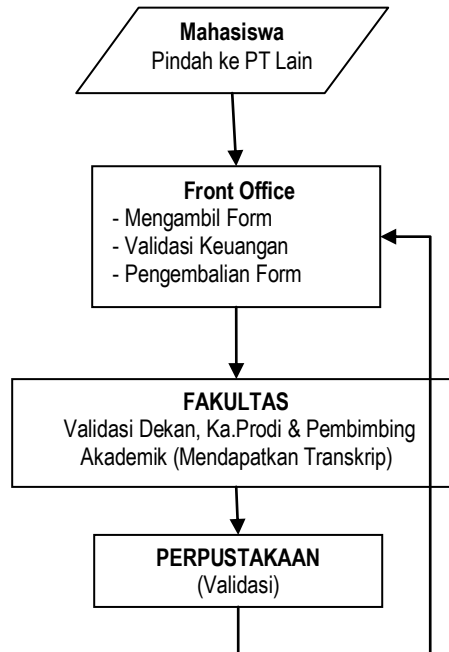 Mahasiswa
Pindah ke PT Lain
Front Office
- Mengambil Form
- Validasi Keuangan
- Pengembalian Form
FAKULTAS
Validasi Dekan, Ka.Prodi & Pembimbing
Akademik (Mendapatkan Transkrip)
PERPUSTAKAAN
(Validasi)